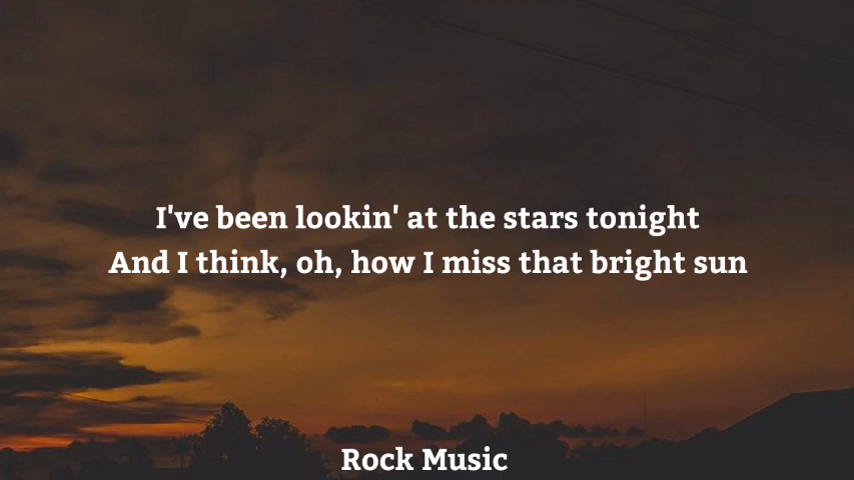 I've been lookin' at the stars tonight
And I think, oh, how I miss that bright sun
Rock Music